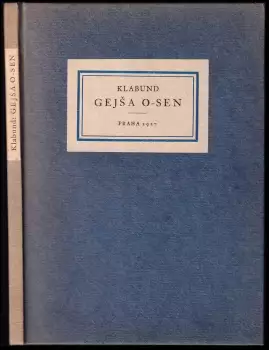 Klabund: GEJŠA O-SEN
KLABUND
GEJŠA O-SEN
PRAHA 1927